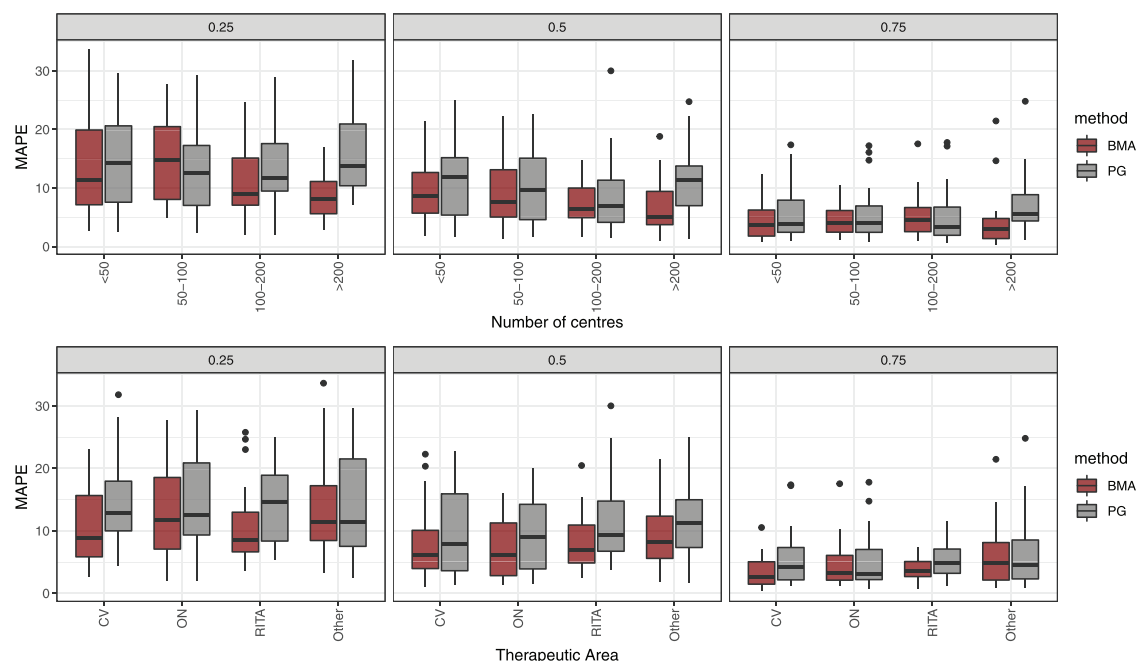 0.25 0.5 0.75
MAPE
30
20
10
0
<50 50−100 100−200 >200 <50 50−100 100−200 >200 <50 50−100 100−200 >200
Number of centres
method
BMA
PG
0.25 0.5 0.75
MAPE
30
20
10
0
CV ON RITA Other CV ON RITA Other CV ON RITA Other
Therapeutic Area
method
BMA
PG